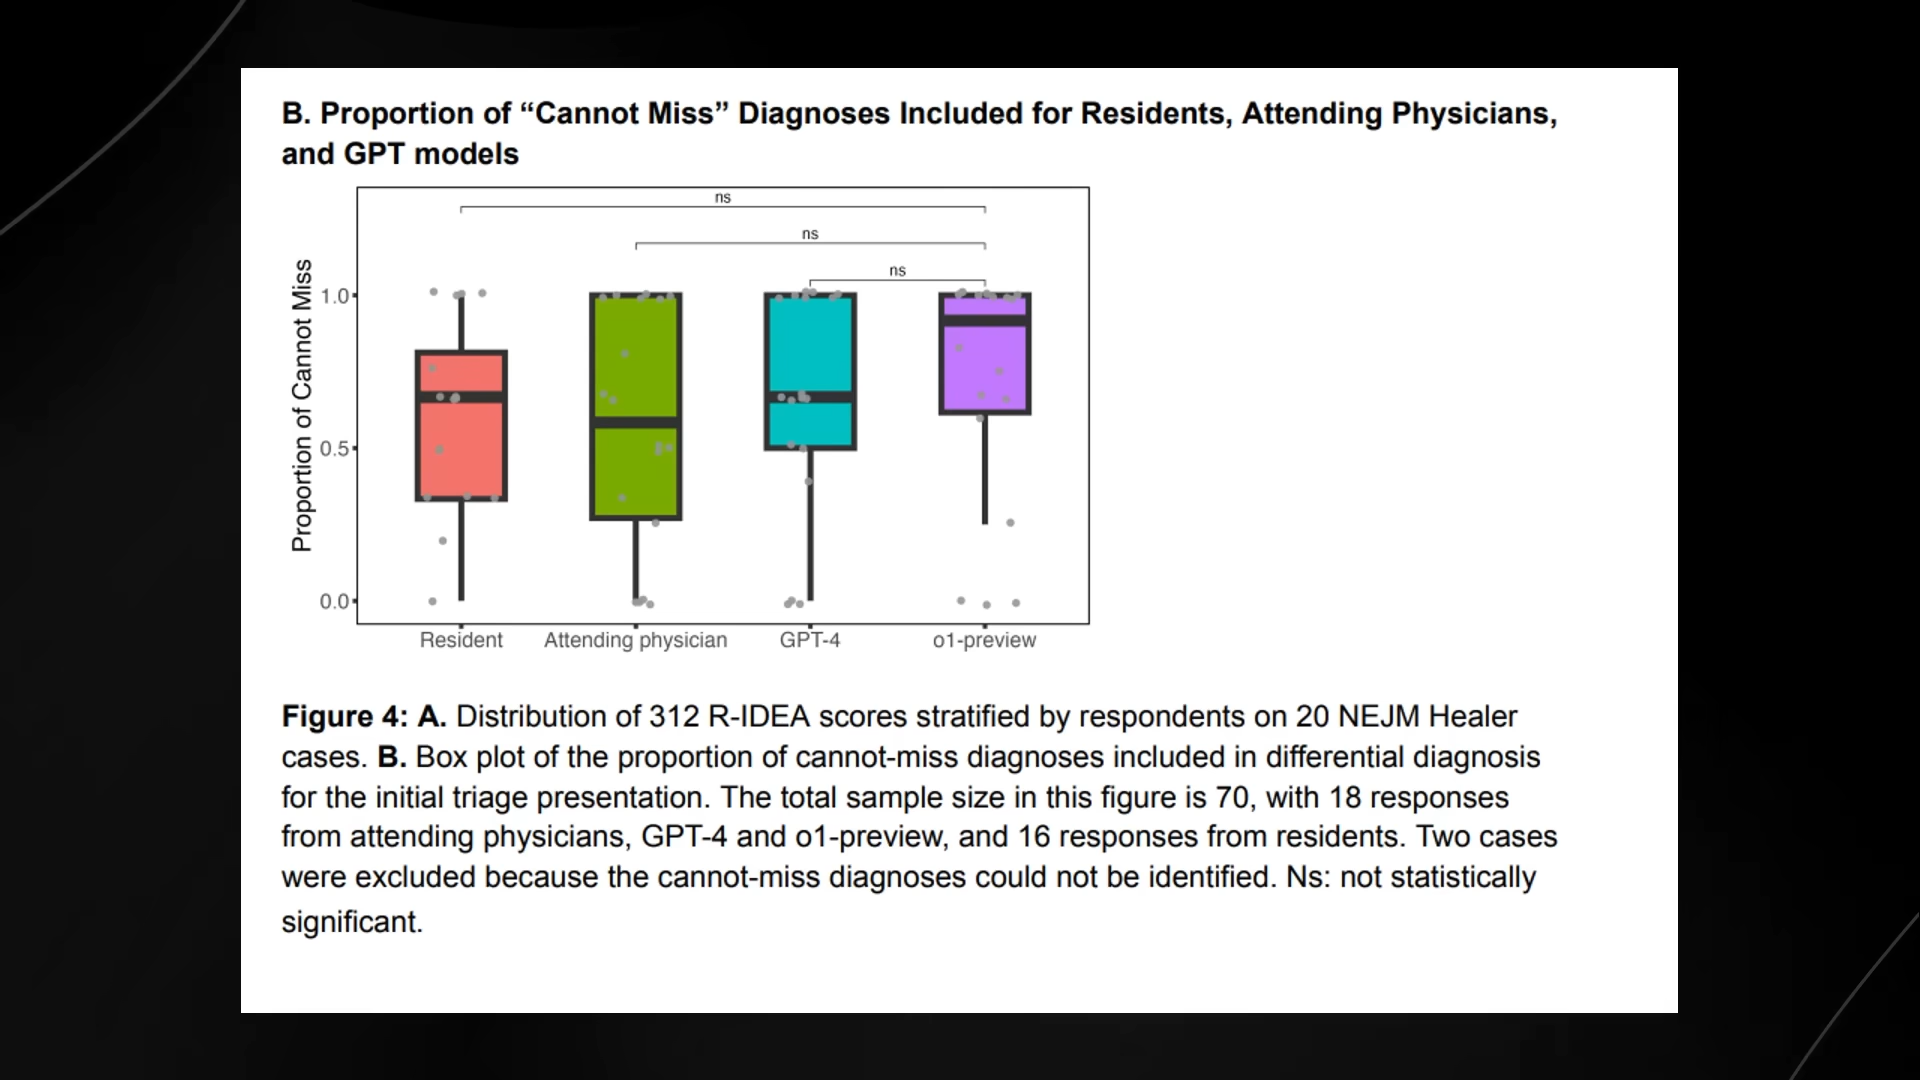 B. Proportion of “Cannot Miss” Diagnoses Included for Residents, Attending Physicians,
and GPT models
ns
ns
ns
Proportion of Cannot Miss
1.0
0.5
0.0
Resident Attending physician GPT-4 o1-preview
Figure 4: A. Distribution of 312 R-IDEA scores stratified by respondents on 20 NEJM Healer
cases. B. Box plot of the proportion of cannot-miss diagnoses included in differential diagnosis
for the initial triage presentation. The total sample size in this figure is 70, with 18 responses
from attending physicians, GPT-4 and o1-preview, and 16 responses from residents. Two cases
were excluded because the cannot-miss diagnoses could not be identified. Ns: not statistically
significant.